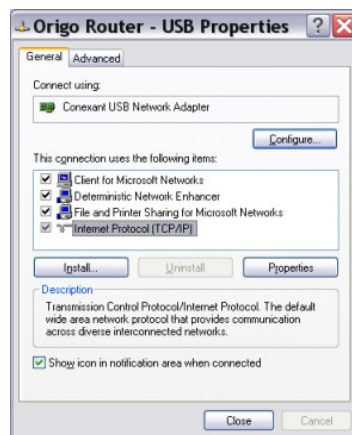 Origo Router - USB Properties
General
Advanced
Connect using:
Conexant USB Network Adapter
Configure...
This connection uses the following items:
Client for Microsoft Networks
Deterministic Network Enhancer
File and Printer Sharing for Microsoft Networks
Internet Protocol (TCP/IP)
Install...
Uninstall
Properties
Description
Transmission Control Protocol/Internet Protocol. The default
wide area network protocol that provides communication
across diverse interconnected networks.
Show icon in notification area when connected
Close
Cancel